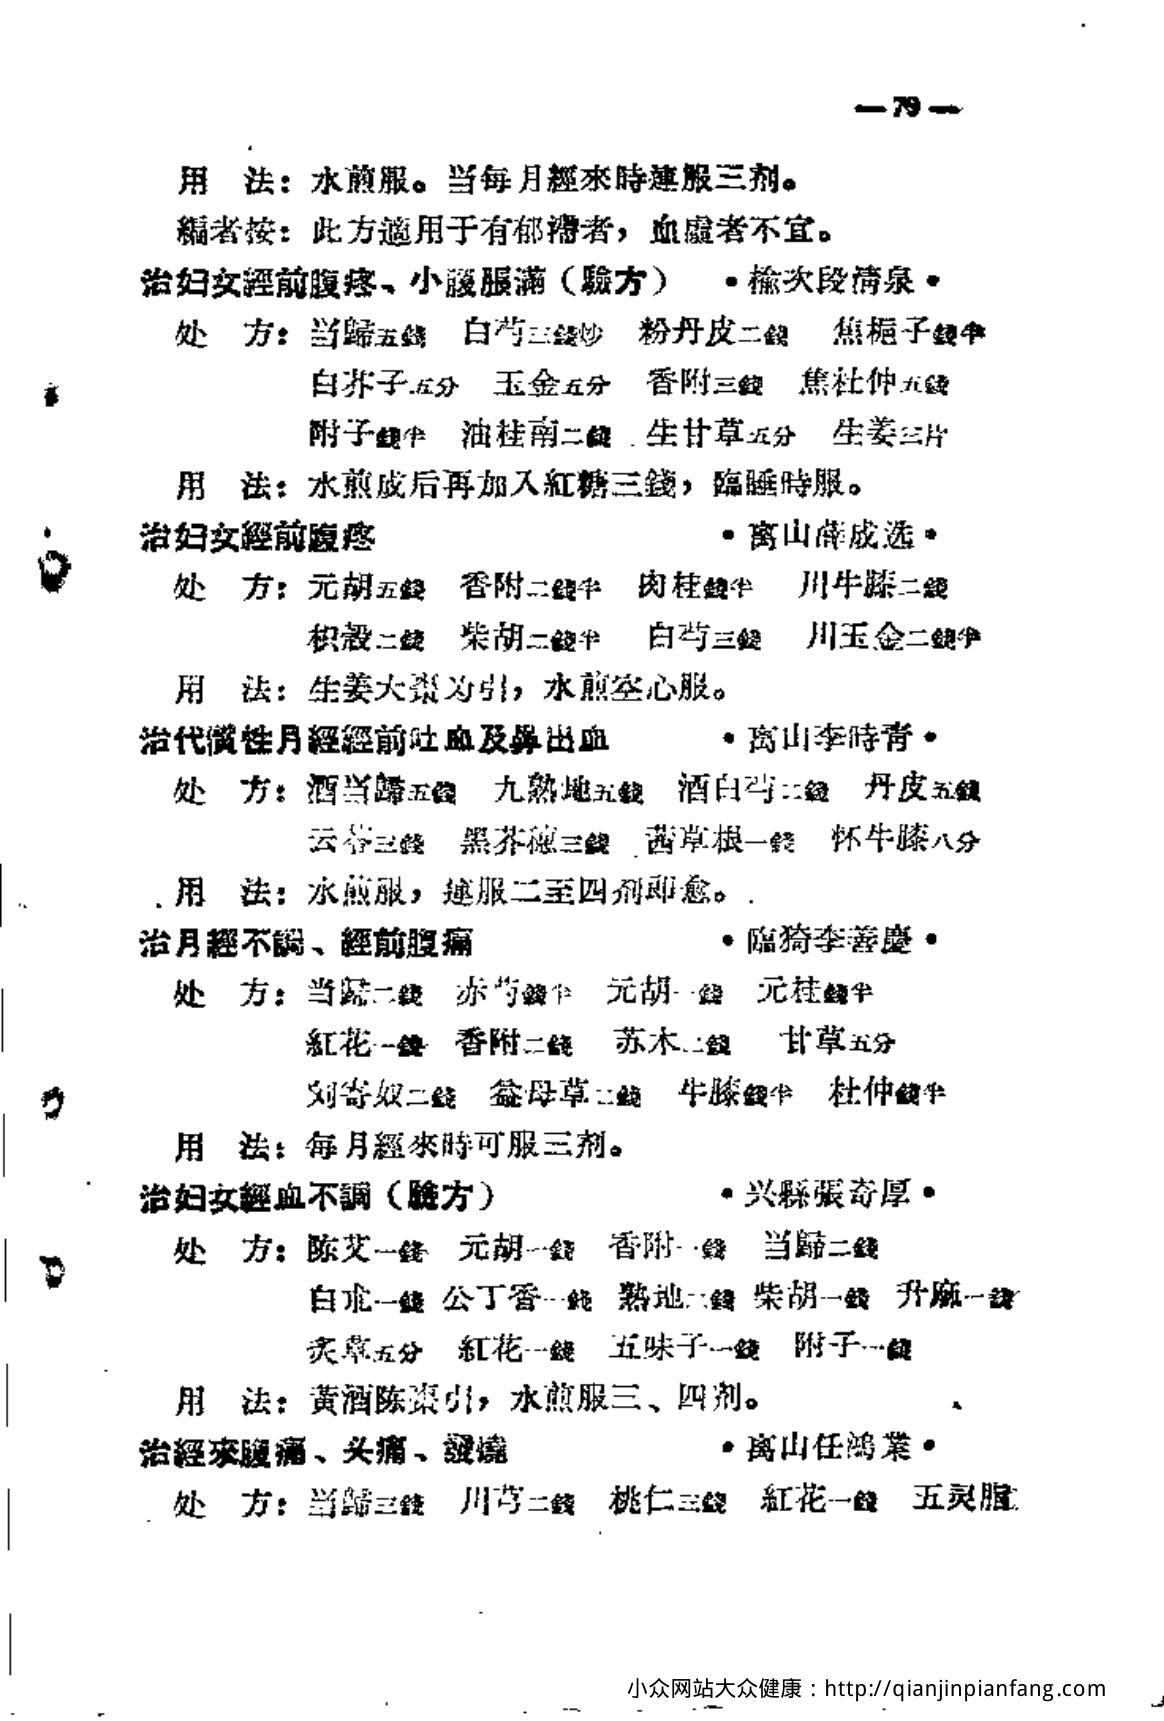 — 79 —
用　法：水煎服。当每月經來時連服三剂。
編者按：此方適用于有郁滯者，血虛者不宜。
治妇女經前腹疼、小腹脹滿（驗方）　·榆次段清泉·
处　方：当歸五錢　白芍三錢炒　粉丹皮二錢　焦梔子錢半
白芥子五分　玉金五分　香附三錢　焦杜仲五錢
附子錢半　油桂南二錢　生甘草五分　生姜三片
用　法：水煎成后再加入紅糖三錢，臨睡時服。
治妇女經前腹疼　·离山薛成选·
处　方：元胡五錢　香附二錢半　肉桂錢半　川牛膝二錢
枳殼二錢　柴胡二錢半　白芍三錢　川玉金二錢半
用　法：生姜大棗为引，水煎空心服。
治代償性月經經前吐血及鼻出血　·离山李時青·
处　方：酒当歸五錢　九熟地五錢　酒白芍二錢　丹皮五錢
云苓三錢　黑芥穗三錢　茜草根一錢　怀牛膝八分
用　法：水煎服，連服二至四剂即愈。
治月經不調、經前腹痛　·臨猗李善慶·
处　方：当歸二錢　赤芍錢半　元胡一錢　元桂錢半
紅花一錢　香附二錢　苏木二錢　甘草五分
刘寄奴二錢　益母草二錢　牛膝錢半　杜仲錢半
用　法：每月經來時可服三剂。
治妇女經血不調（驗方）　·兴縣張奇厚·
处　方：陈艾一錢　元胡一錢　香附一錢　当歸二錢
白朮一錢　公丁香一錢　熟地二錢　柴胡一錢　升麻一錢
炙草五分　紅花一錢　五味子一錢　附子一錢
用　法：黃酒陈棗引，水煎服三、四剂。
治經來腹痛、头痛、發燒　·离山任鴻業·
处　方：当歸三錢　川芎二錢　桃仁三錢　紅花一錢　五灵脂
小众网站大众健康：http://qianjinpianfang.com